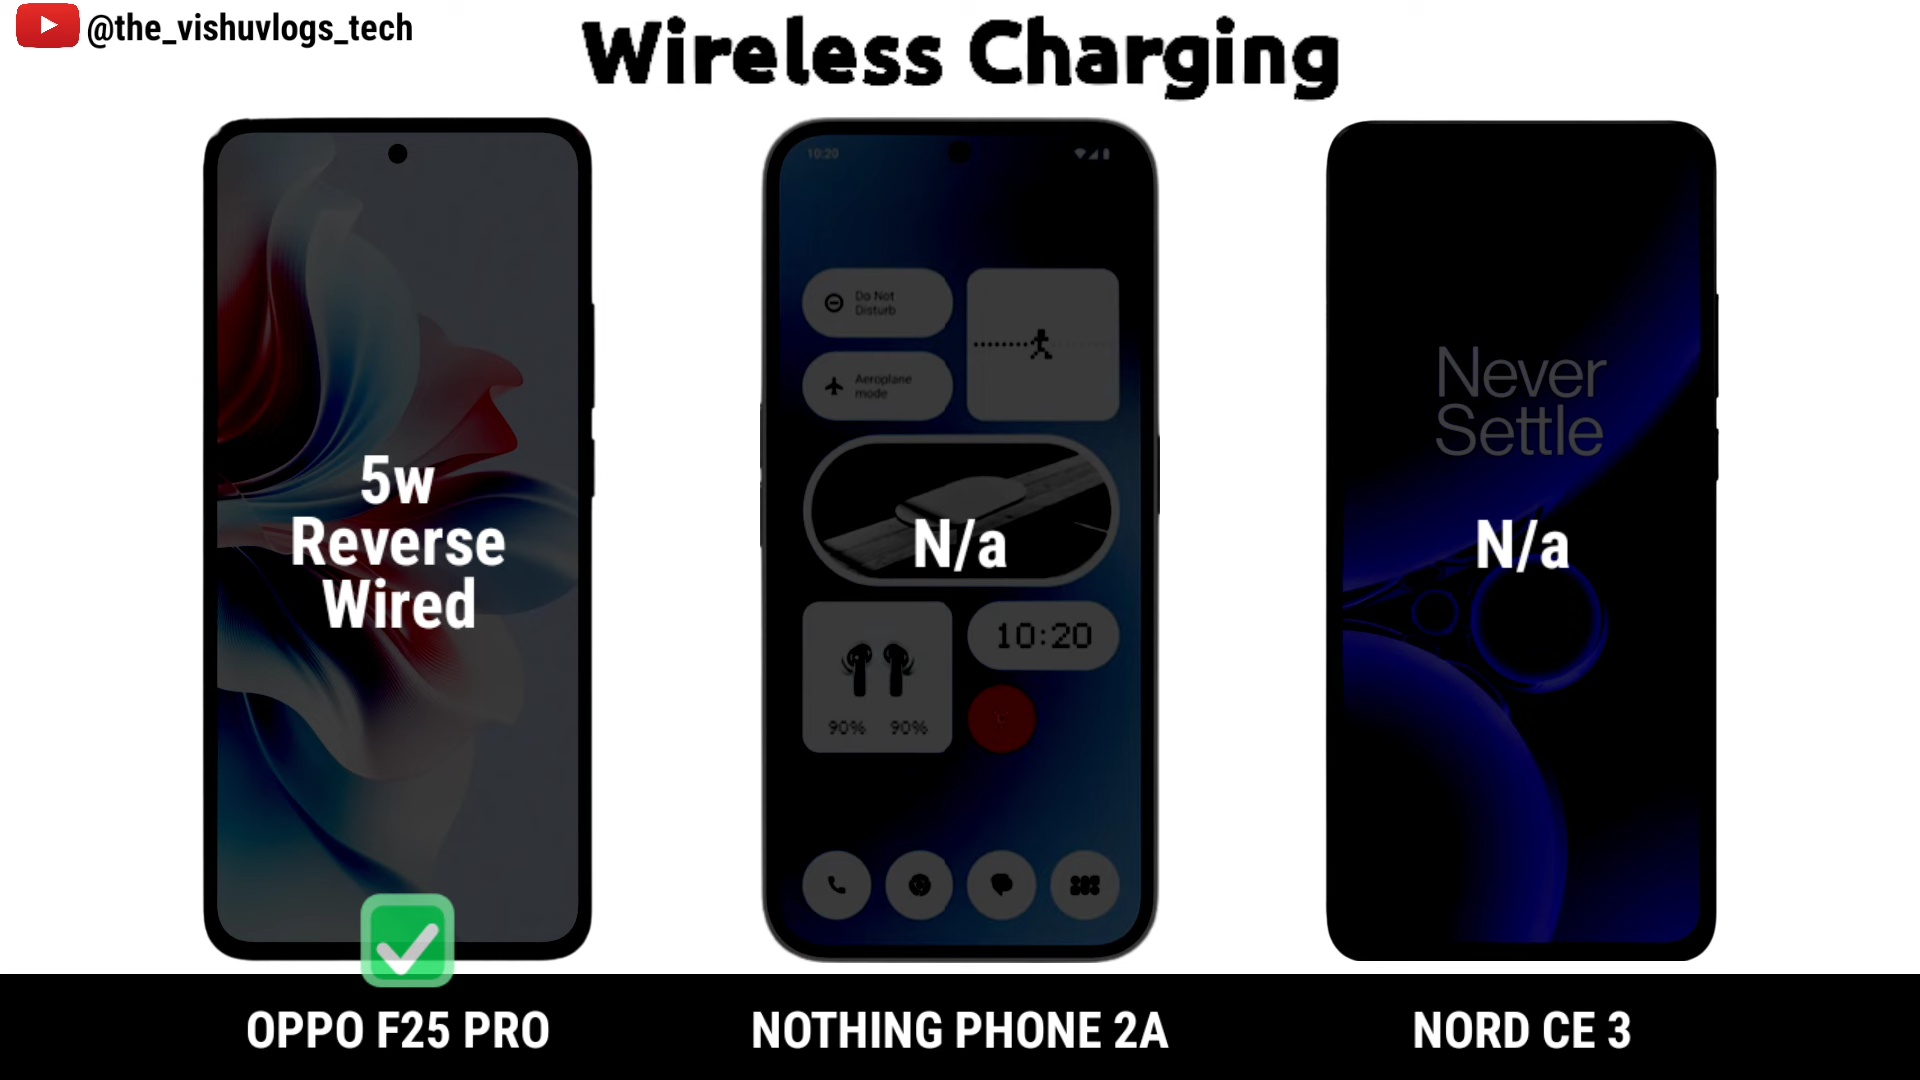 @the_vishuvlogs_tech
Wireless Charging
5w
Reverse
Wired
10:20
Do Not
Disturb
Aeroplane
mode
N/a
10:20
90% 90%
Never
Settle
N/a
OPPO F25 PRO
NOTHING PHONE 2A
NORD CE 3